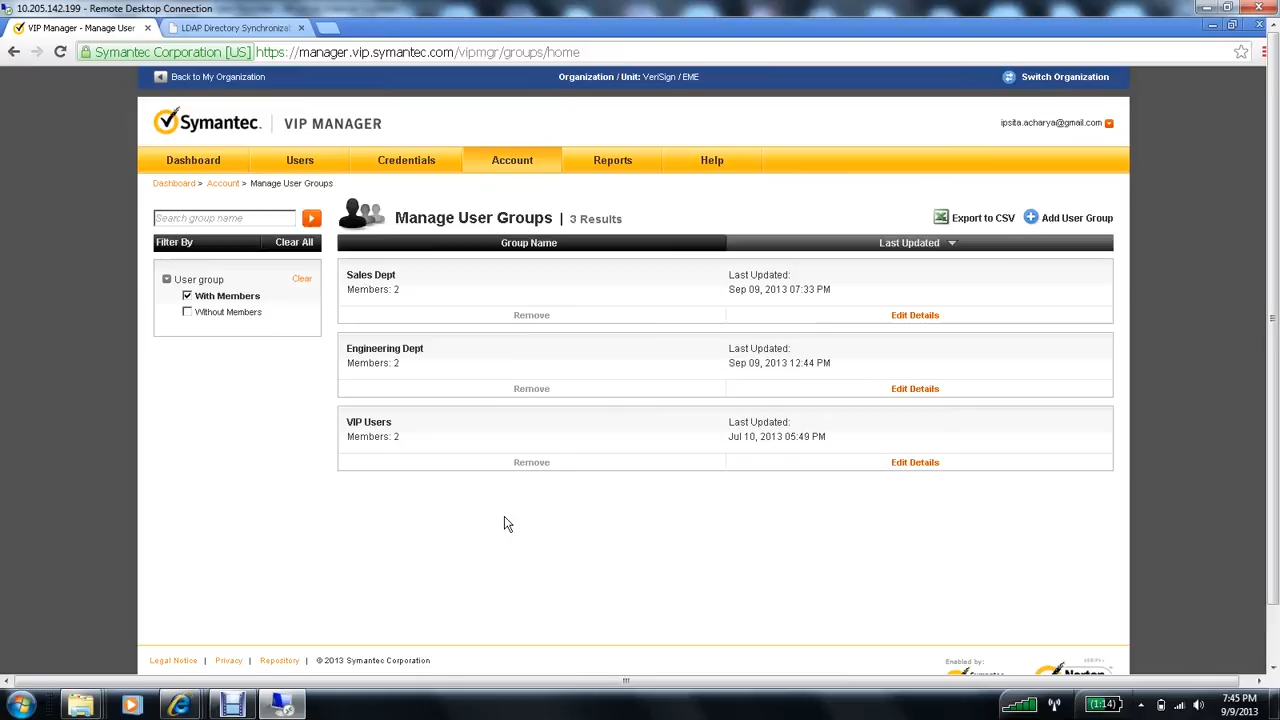 10.205.142.199 - Remote Desktop Connection
VIP Manager - Manage User
LDAP Directory Synchroniza
Symantec Corporation [US] https://manager.vip.symantec.com/vipmgr/groups/home
Back to My Organization
Organization / Unit: VeriSign / EME
Switch Organization
Symantec. VIP MANAGER
ipsita.acharya@gmail.com
Dashboard Users Credentials Account Reports Help
Dashboard > Account > Manage User Groups
Search group name
Manage User Groups | 3 Results
Export to CSV Add User Group
Filter By Clear All
Group Name Last Updated
User group Clear
With Members
Without Members
Sales Dept Last Updated:
Members: 2 Sep 09, 2013 07:33 PM
Remove Edit Details
Engineering Dept Last Updated:
Members: 2 Sep 09, 2013 12:44 PM
Remove Edit Details
VIP Users Last Updated:
Members: 2 Jul 10, 2013 05:49 PM
Remove Edit Details
Legal Notice | Privacy | Repository | © 2013 Symantec Corporation
Enabled by:
(1:14)
7:45 PM
9/9/2013